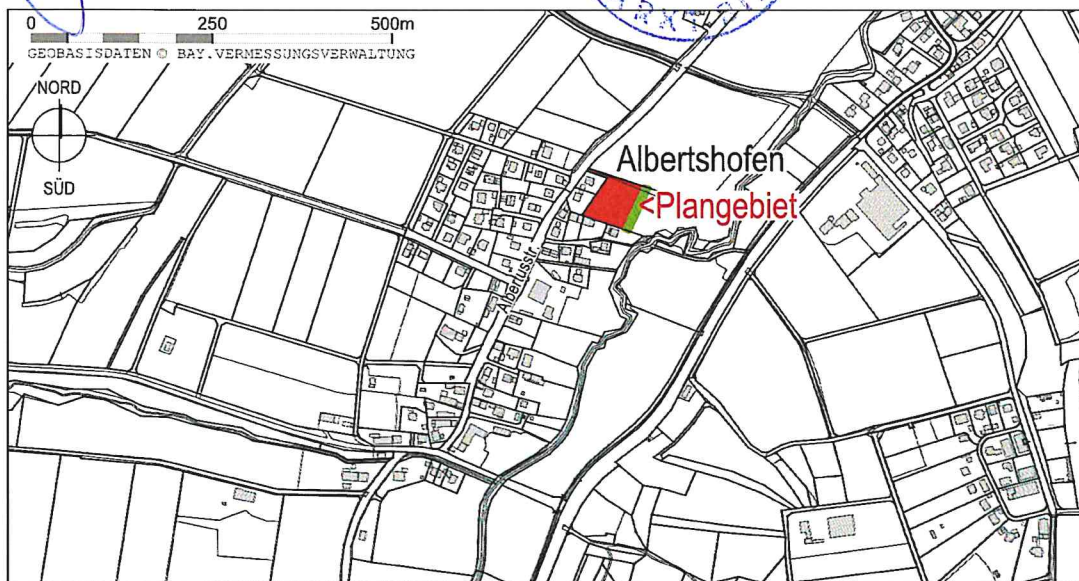 0 250 500m
GEOBASISDATEN © BAY.VERMESSUNGSVERWALTUNG
NORD
SÜD
Albertshofen
<Plangebiet
Albertusstr.